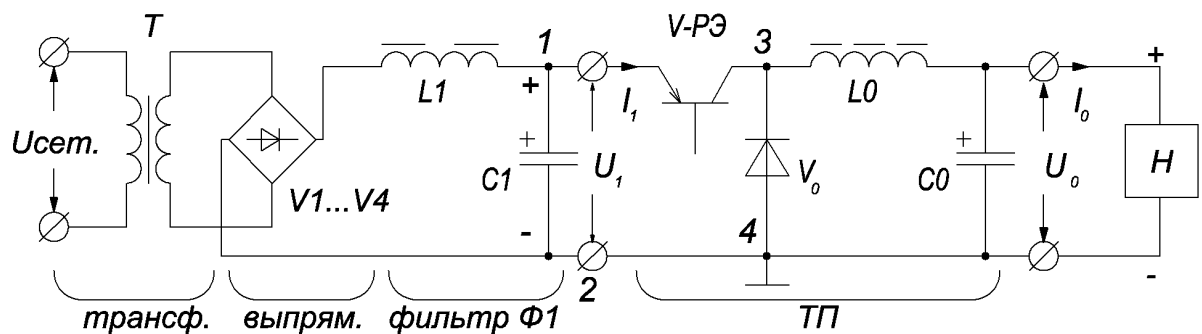 T
1
V-РЭ
3
+
L1
+
I₁
L0
I₀
Uсет.
+
C1
U₁
V₀
+
C0
U₀
H
V1...V4
-
4
-
2
трансф.
выпрям.
фильтр Ф1
ТП